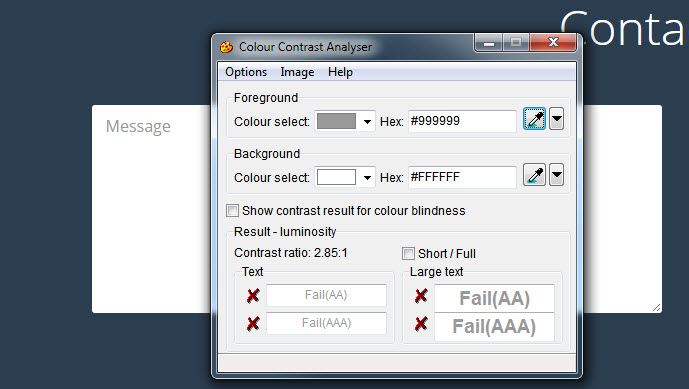 Conta
Colour Contrast Analyser
Options Image Help
Message
Foreground
Colour select: Hex: #999999
Background
Colour select: Hex: #FFFFFF
Show contrast result for colour blindness
Result - luminosity
Contrast ratio: 2.85:1 Short / Full
Text Large text
Fail(AA) Fail(AA)
Fail(AAA) Fail(AAA)